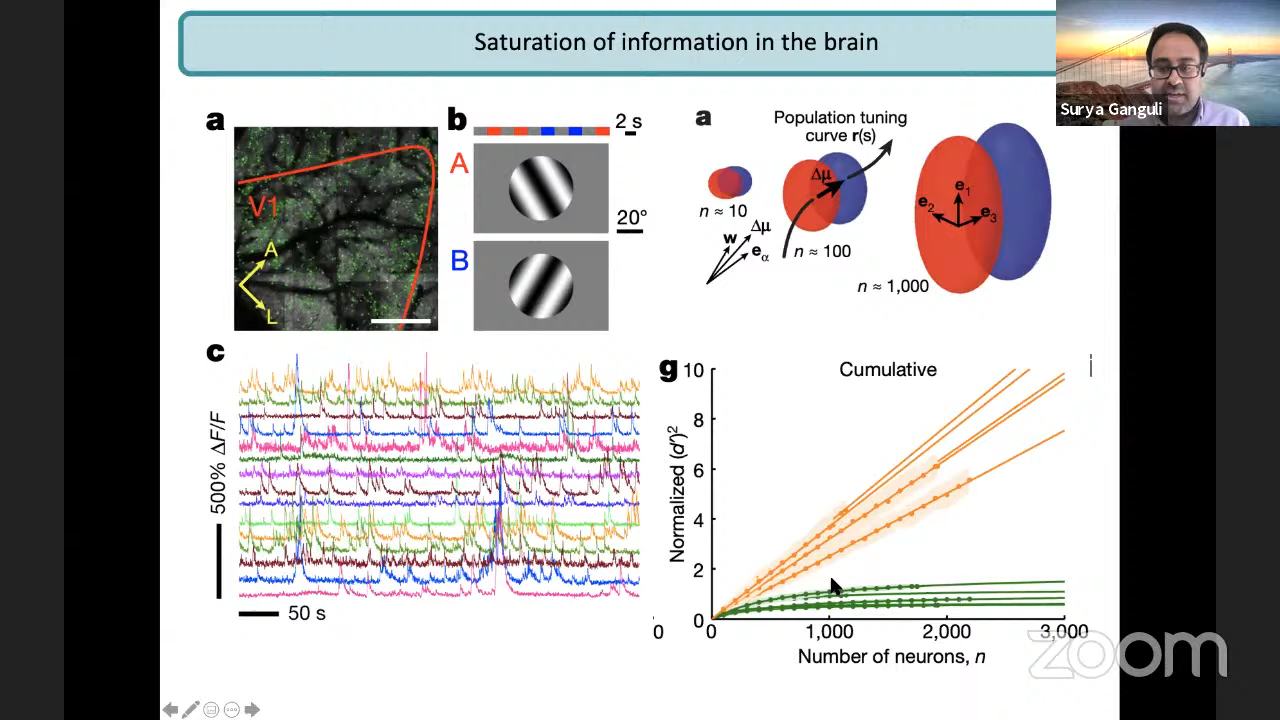 Saturation of information in the brain
Surya Ganguli
a
V1
A
L
b
2 s
A
20°
B
a
Population tuning
curve r(s)
Δμ
n ≈ 10
n ≈ 100
n ≈ 1,000
w
Δμ
eα
e1
e2
e3
c
500% ΔF/F
50 s
g
Cumulative
i
Normalized (d′)²
10
8
6
4
2
0
0
0
1,000
2,000
3,000
Number of neurons, n
zoom